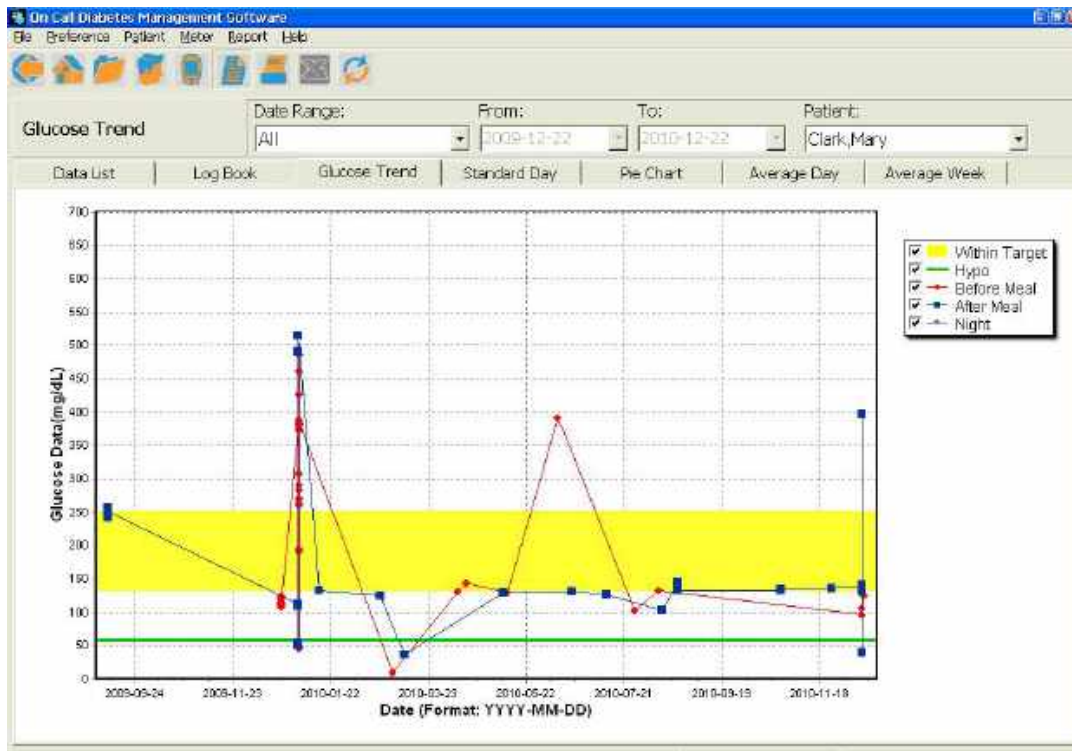 On Call Diabetes Management Software
File Preference Patient Meter Report Help
Date Range: From: To: Patient:
Glucose Trend
All 2009-12-22 2010-12-22 Clark,Mary
Data List Log Book Glucose Trend Standard Day Pie Chart Average Day Average Week
700
650
600
550
500
450
400
350
300
250
200
150
100
50
0
Glucose Data(mg/dL)
2009-09-24 2009-11-23 2010-01-22 2010-03-23 2010-05-22 2010-07-21 2010-09-19 2010-11-18
Date (Format: YYYY-MM-DD)
Within Target
Hypo
Before Meal
After Meal
Night